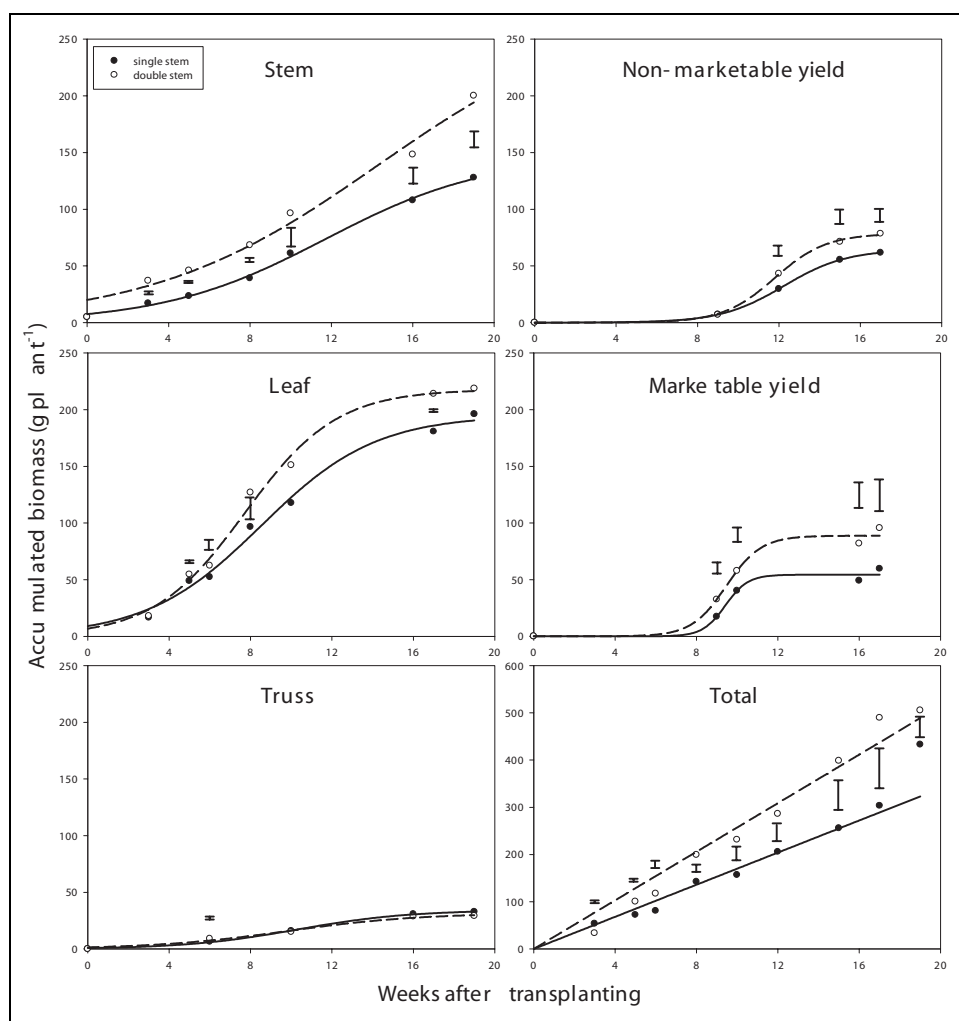 Accu mulated biomass (g pl ant-1)
single stem
double stem
Stem
250
200
150
100
50
0
0 4 8 12 16 20
Non- marketable yield
250
200
150
100
50
0
0 4 8 12 16 20
Leaf
250
200
150
100
50
0
0 4 8 12 16 20
Marke table yield
250
200
150
100
50
0
0 4 8 12 16 20
Truss
250
200
150
100
50
0
0 4 8 12 16 20
Total
600
500
400
300
200
100
0
0 4 8 12 16 20
Weeks after transplanting